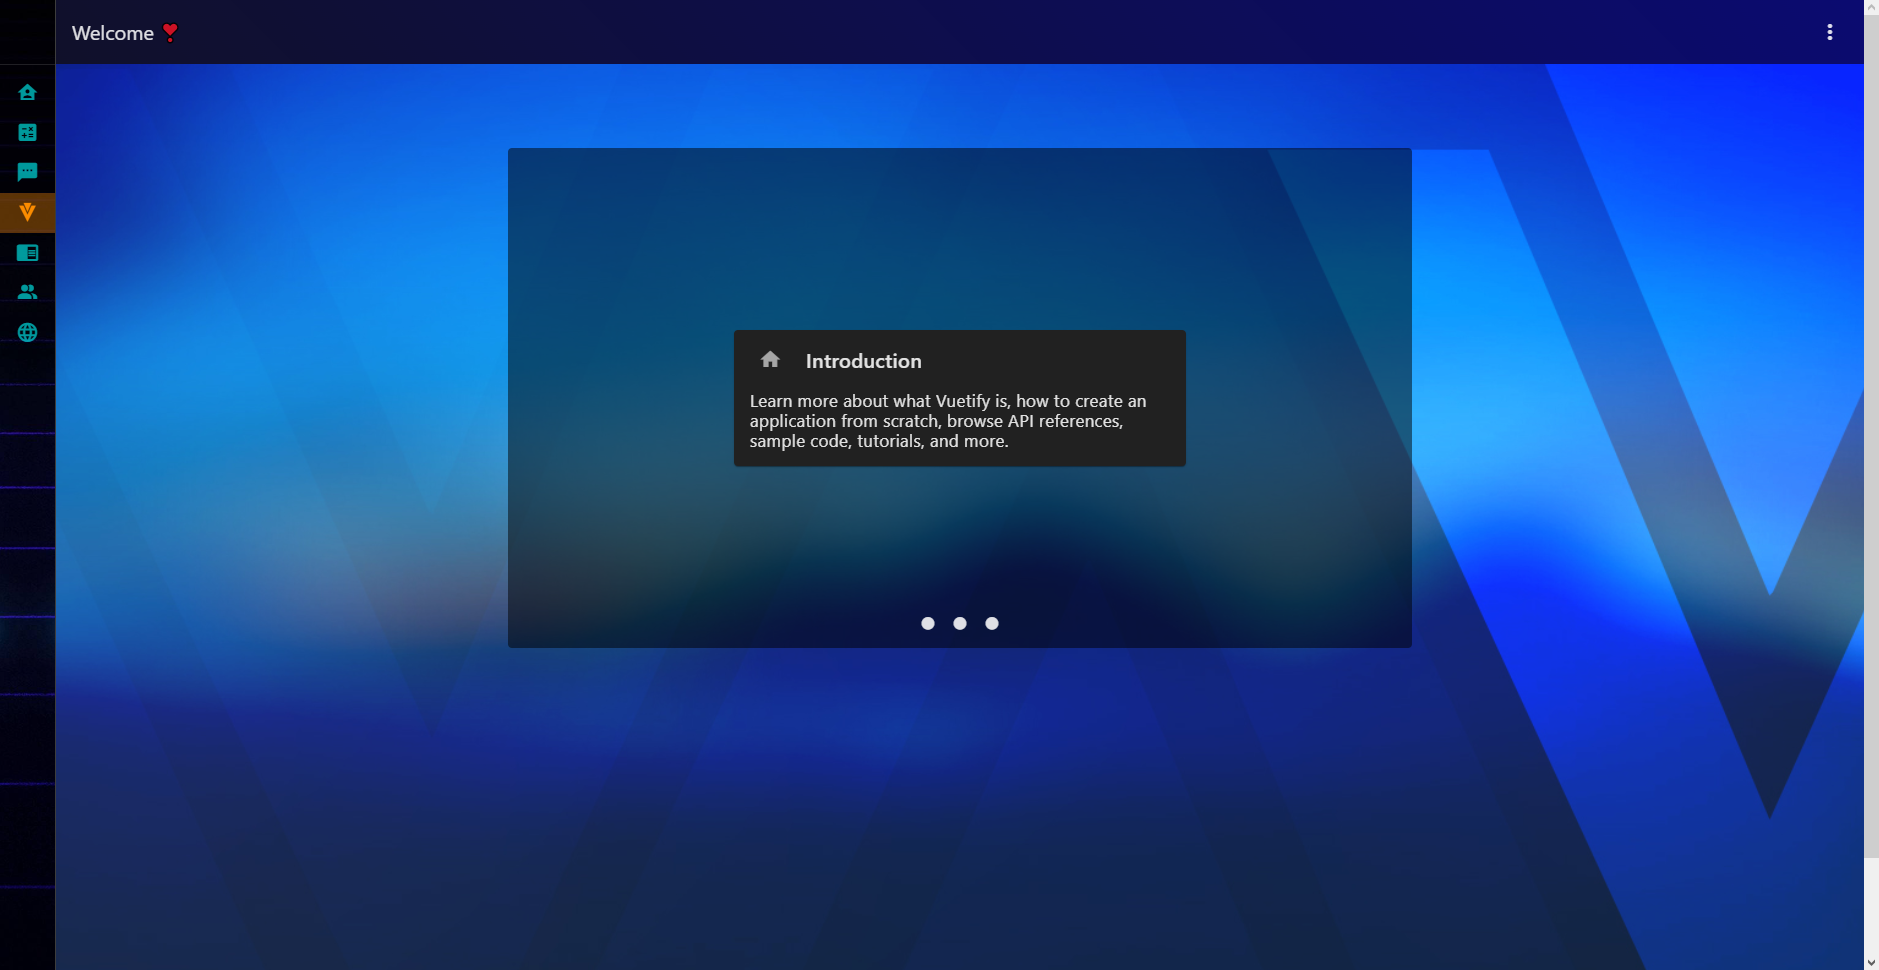 Welcome ❣
Introduction
Learn more about what Vuetify is, how to create an
application from scratch, browse API references,
sample code, tutorials, and more.